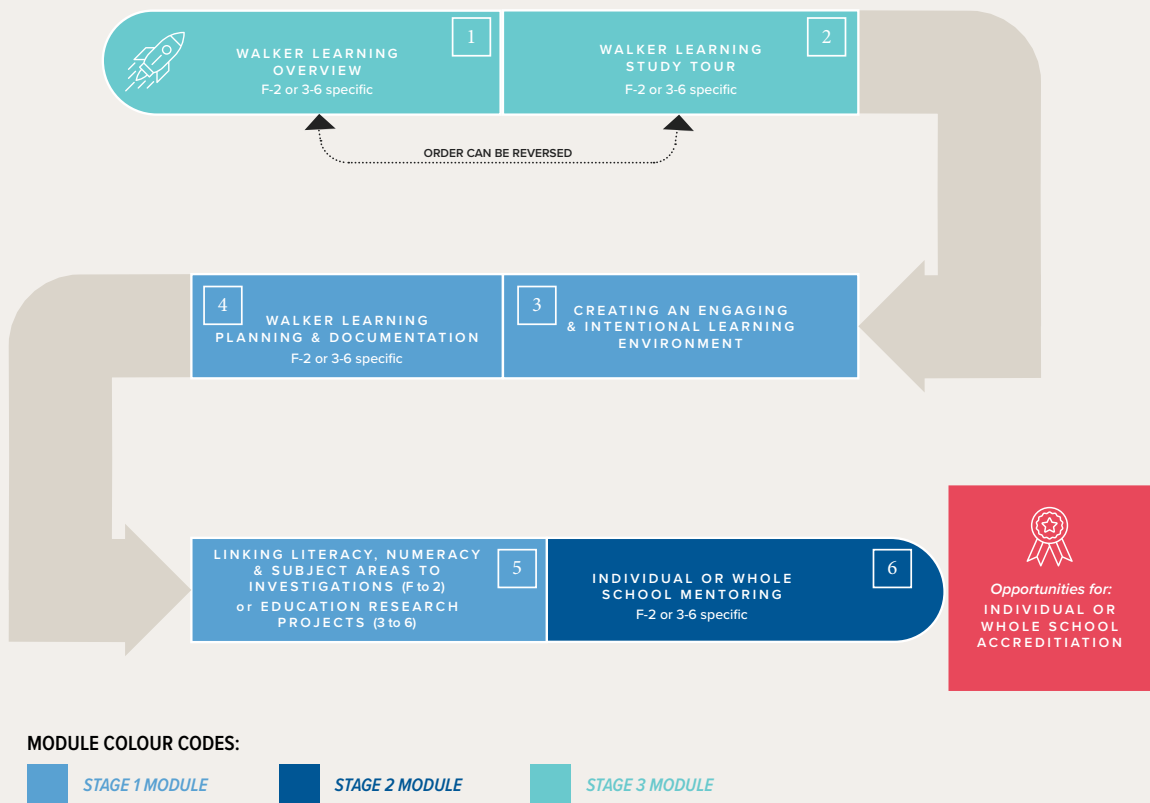 1
WALKER LEARNING
OVERVIEW
F-2 or 3-6 specific
2
WALKER LEARNING
STUDY TOUR
F-2 or 3-6 specific
ORDER CAN BE REVERSED
3
CREATING AN ENGAGING
& INTENTIONAL LEARNING
ENVIRONMENT
4
WALKER LEARNING
PLANNING & DOCUMENTATION
F-2 or 3-6 specific
5
LINKING LITERACY, NUMERACY
& SUBJECT AREAS TO
INVESTIGATIONS (F to 2)
or EDUCATION RESEARCH
PROJECTS (3 to 6)
6
INDIVIDUAL OR WHOLE
SCHOOL MENTORING
F-2 or 3-6 specific
Opportunities for:
INDIVIDUAL OR
WHOLE SCHOOL
ACCREDITIATION
MODULE COLOUR CODES:
STAGE 1 MODULE
STAGE 2 MODULE
STAGE 3 MODULE